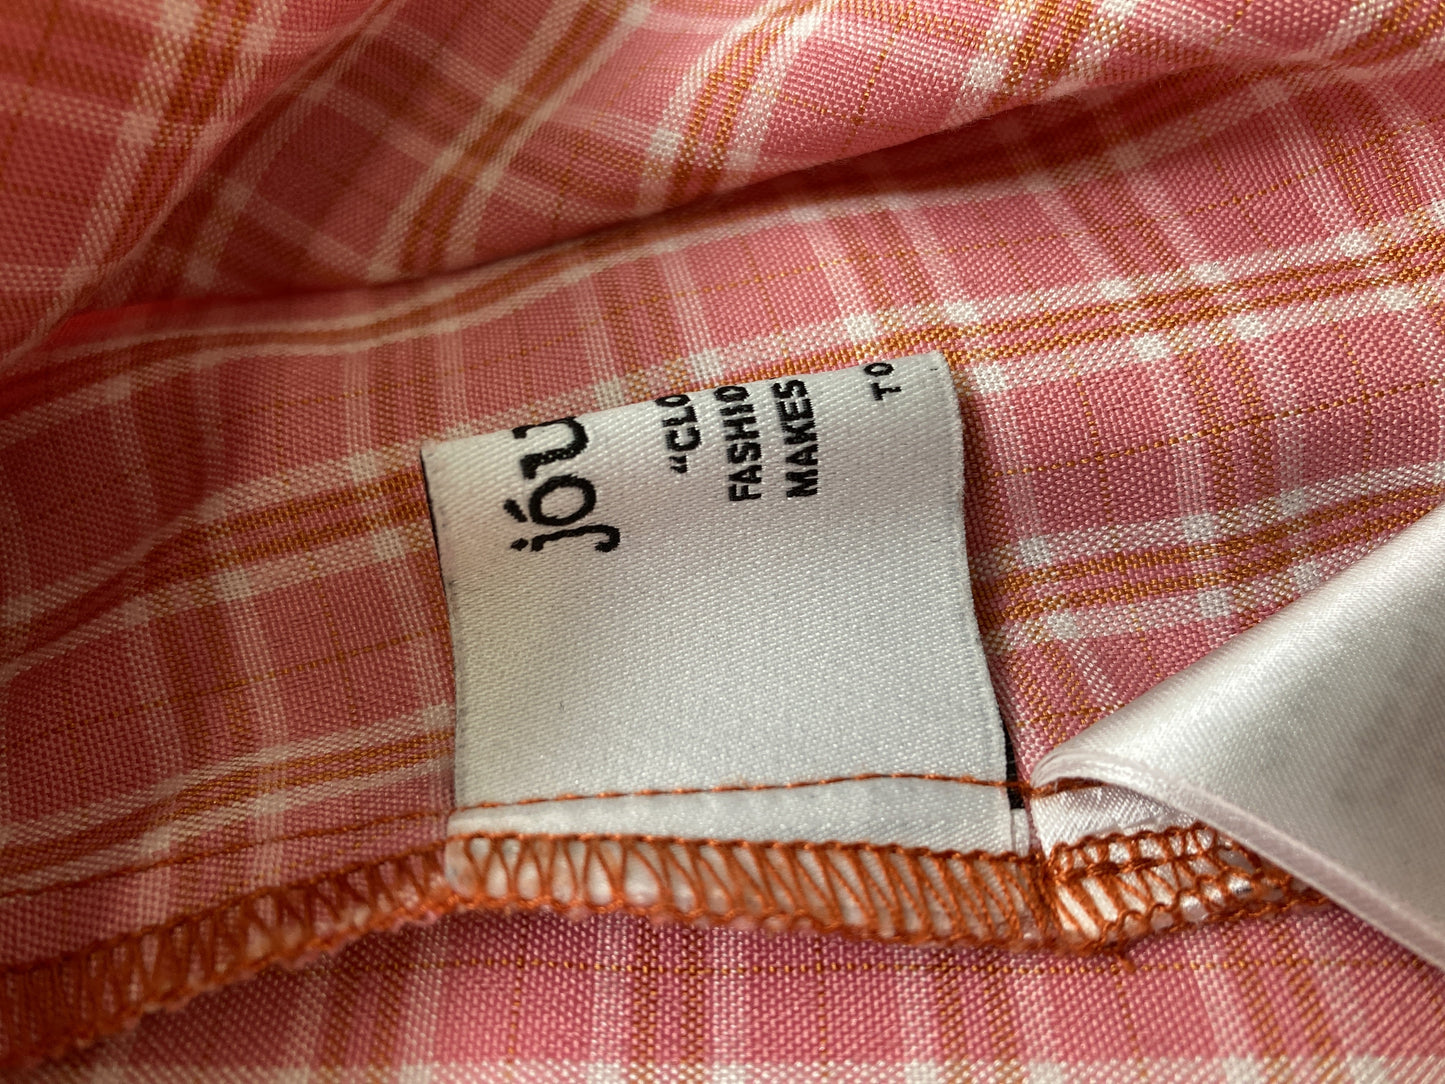 jóu
"CLO
FASHIO
MAKES
TO